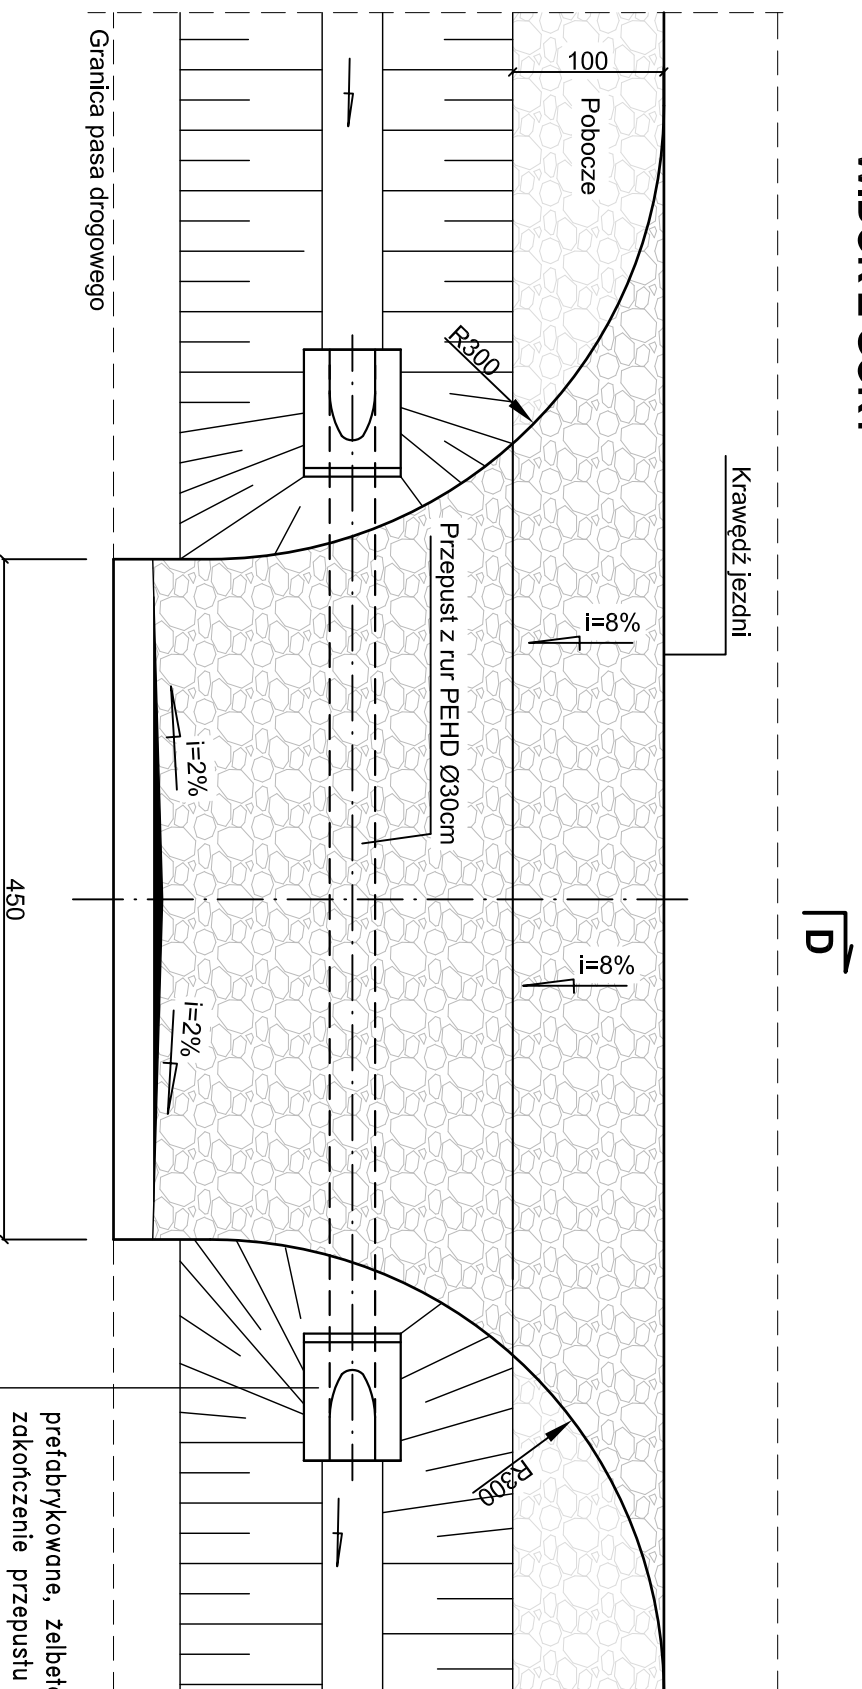 D
Krawędź jezdni
100
Pobocze
R300
i=8%
i=8%
Przepust z rur PEHD Ø30cm
i=2%
i=2%
R300
Granica pasa drogowego
450
prefabrykowane,
zakończenie przepustu